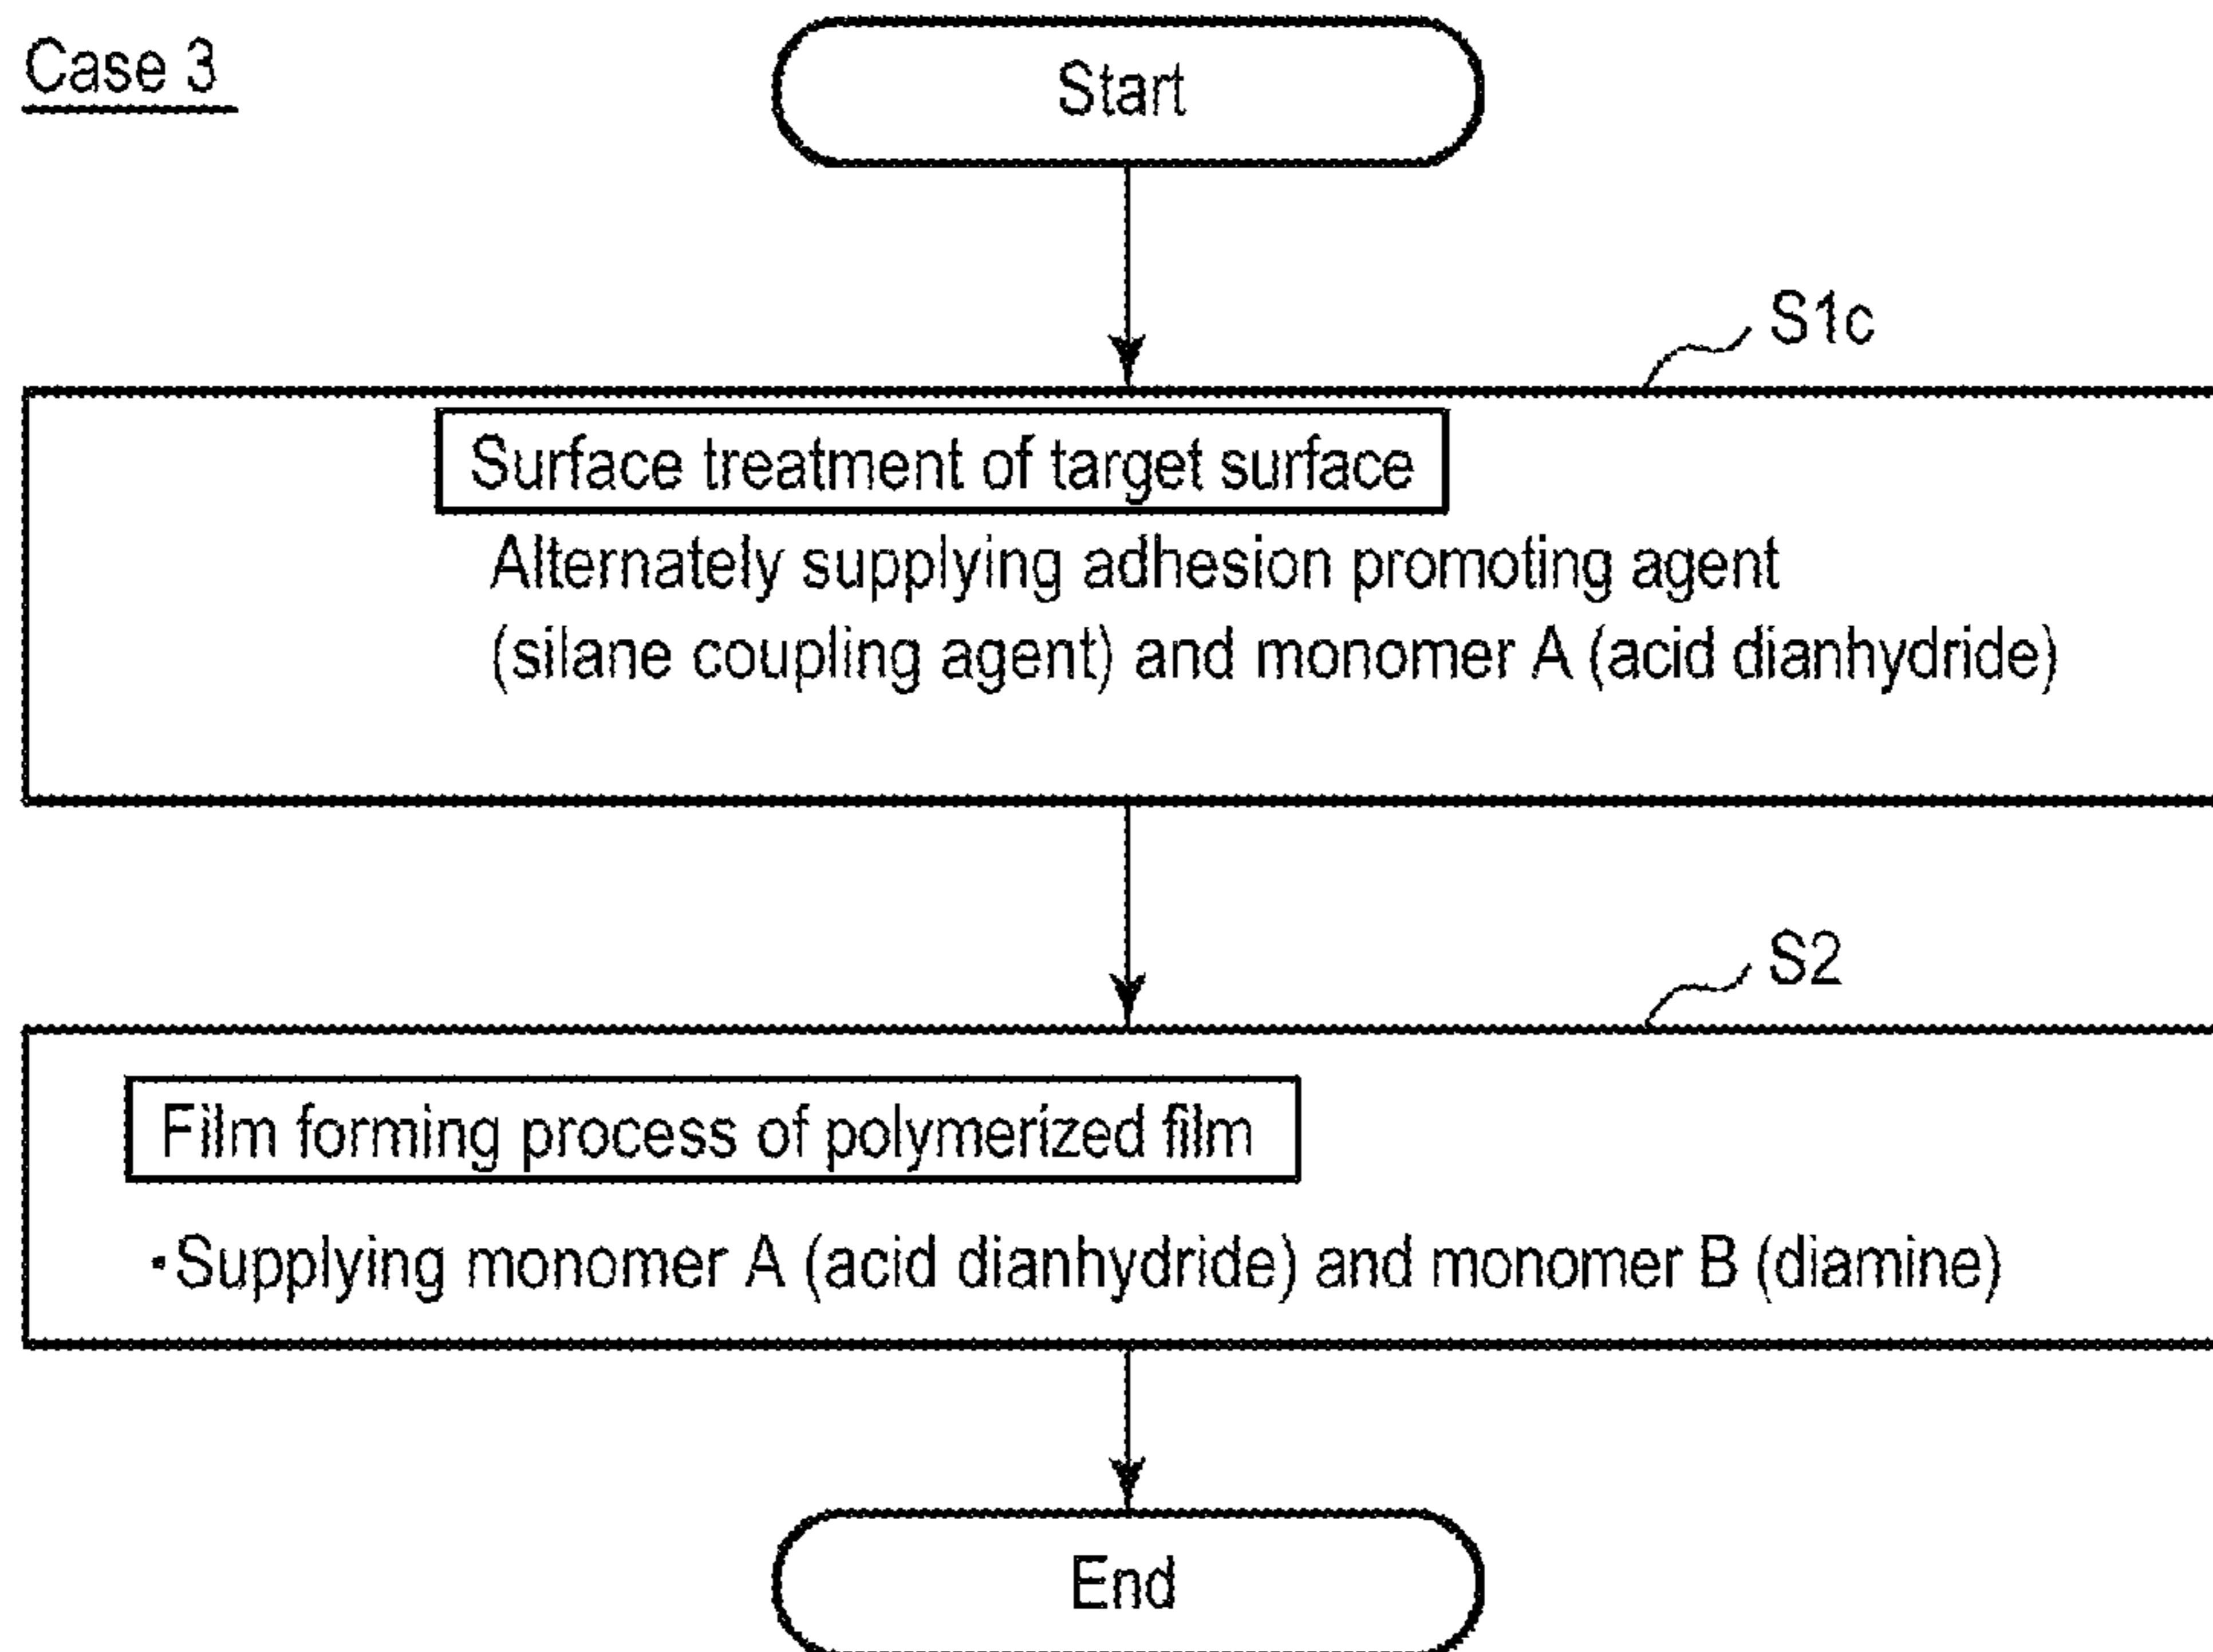 Case 3
Start
S1c
Surface treatment of target surface
Alternately supplying adhesion promoting agent
(silane coupling agent) and monomer A (acid dianhydride)
S2
Film forming process of polymerized film
·Supplying monomer A (acid dianhydride) and monomer B (diamine)
End